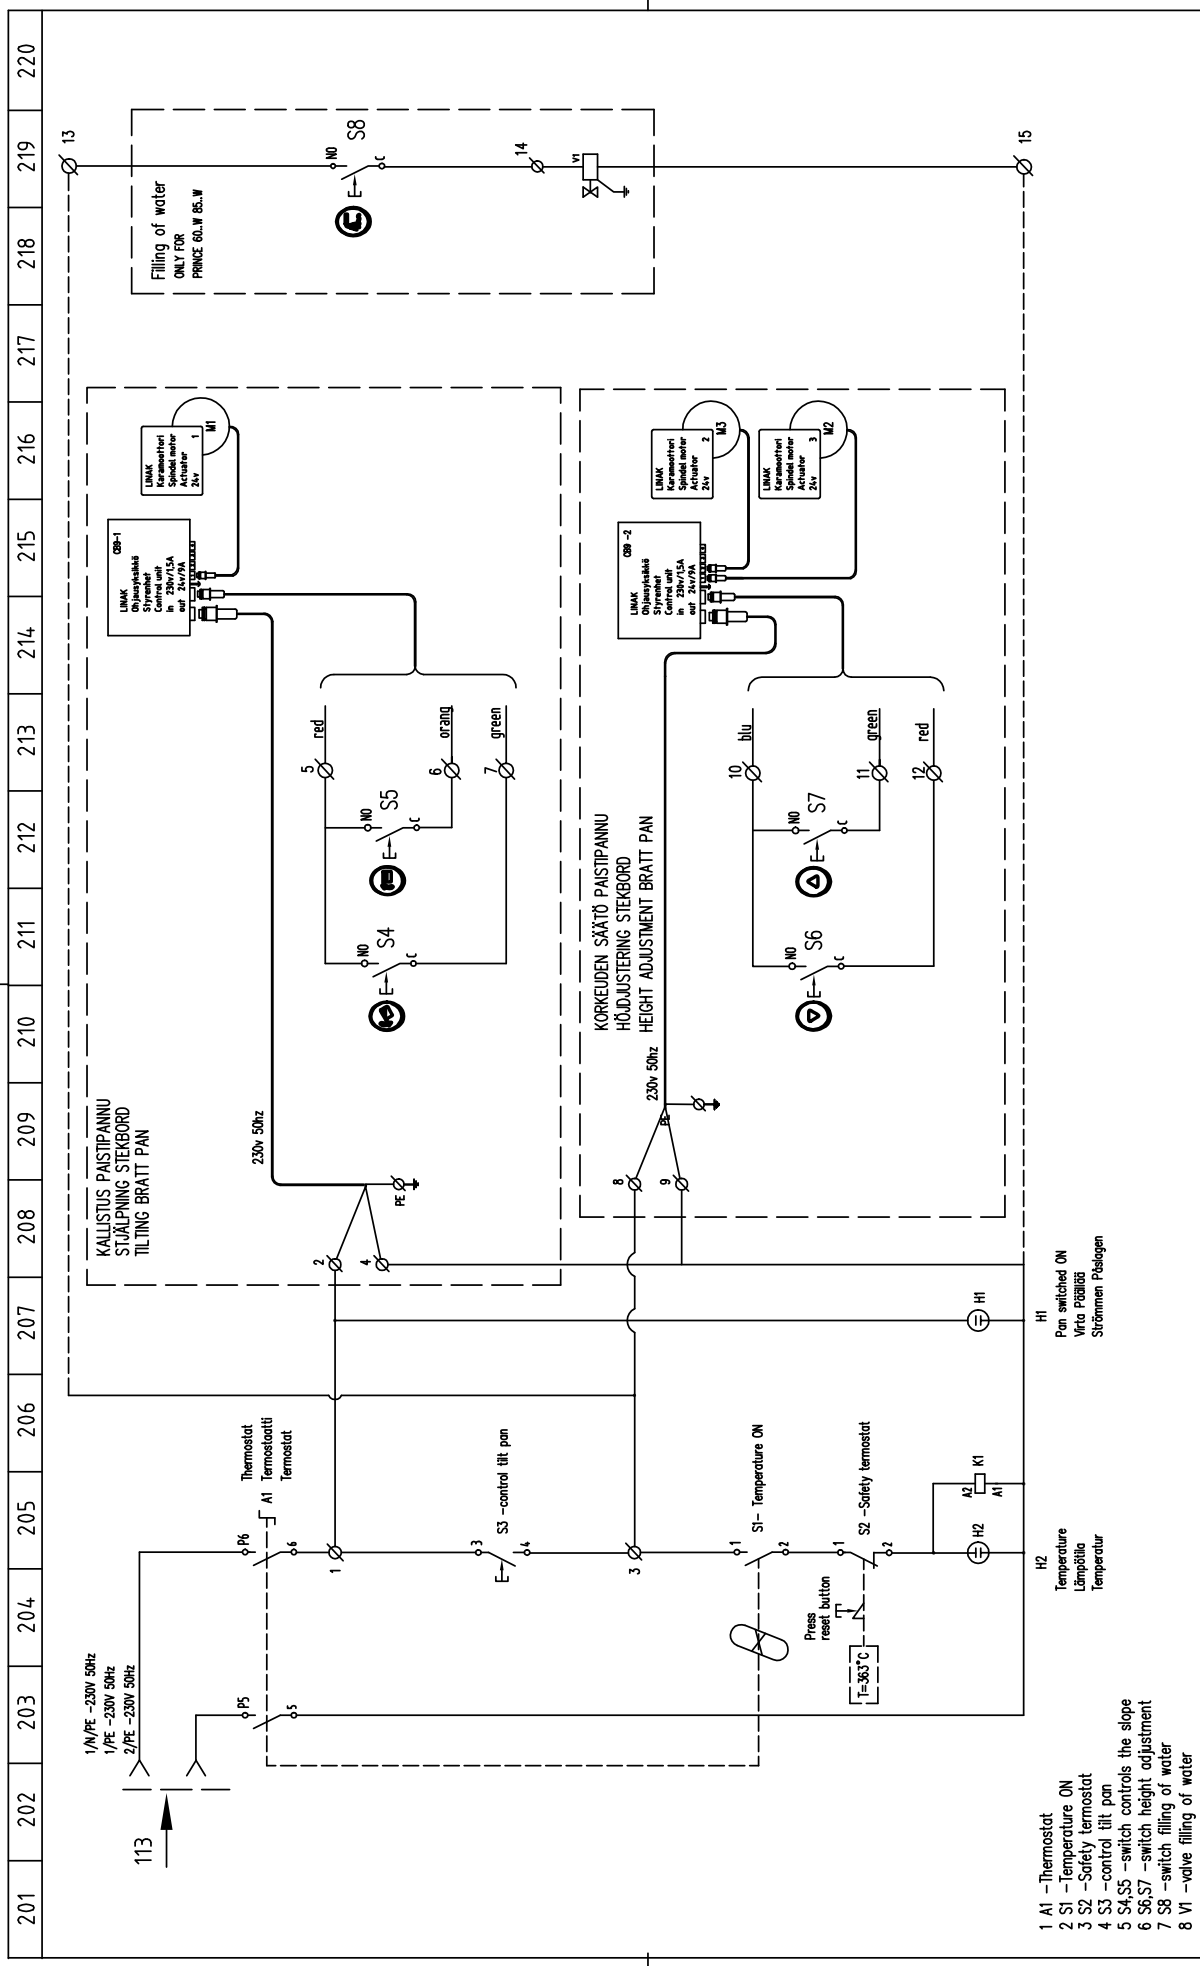 201
202
203
204
205
206
207
208
209
210
211
212
213
214
215
216
217
218
219
220
113
1/N/PE -230V 50Hz
1/PE -230V 50Hz
2/PE -230V 50Hz
P5
5
P6
6
Thermostat
A1 Termostaatti
Termostat
1
3
4
S3 -control tilt pan
3
1
2
S1- Temperature ON
1
2
S2 -Safety termostat
Press
reset button
T=363°C
A2
K1
A1
H2
H2
Temperature
Lämpötila
Temperatur
H1
H1
Pan switched ON
Virta Päällää
Strömmen Påslagen
KALLISTUS PAISTIPANNU
STJÄLPNING STEKBORD
TILTING BRATT PAN
2
4
PE
230v 50hz
S4
NO
C
S5
NO
C
5
red
6
orang
7
green
LINAK
CB9-1
Ohjausyksikkö
Styrenhet
Control unit
in 230v/1,5A
out 24v/9A
LINAK
Karamoottori
Spindel motor
Actuator 1
24v
M1
KORKEUDEN SÄÄTÖ PAISTIPANNU
HÖJDJUSTERING STEKBORD
HEIGHT ADJUSTMENT BRATT PAN
8
9
PE
230v 50hz
S6
NO
C
S7
NO
C
10
blu
11
green
12
red
LINAK
CB9 -2
Ohjausyksikkö
Styrenhet
Control unit
in 230v/1,5A
out 24v/9A
LINAK
Karamoottori
Spindel motor
Actuator 2
24v
M3
LINAK
Karamoottori
Spindel motor
Actuator 3
24v
M2
13
Filling of water
ONLY FOR
PRINCE 60..W 85..W
NO
C
S8
14
V1
15
1 A1 -Thermostat
2 S1 -Temperature ON
3 S2 -Safety termostat
4 S3 -control tilt pan
5 S4,S5 -switch controls the slope
6 S6,S7 -switch height adjustment
7 S8 -switch filling of water
8 V1 -valve filling of water